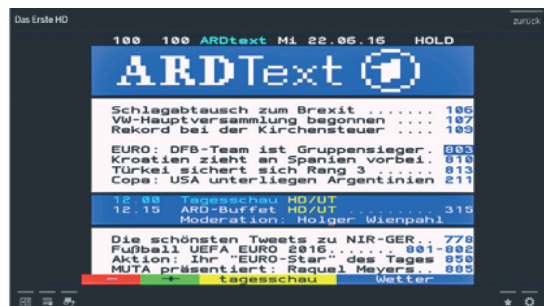 Das Erste HD
zurück
100 100 ARDtext Mi 22.06.16 HOLD
ARDText
Schlagabtausch zum Brexit ....... 106
VW-Hauptversammlung begonnen .... 107
Rekord bei der Kirchensteuer .... 109
EURO: DFB-Team ist Gruppensieger. 803
Kroatien zieht an Spanien vorbei. 810
Türkei sichert sich Rang 3 ...... 813
Copa: USA unterliegen Argentinien 211
12.00 Tagesschau HD/UT
12.15 ARD-Buffet HD/UT ......... 315
Moderation: Holger Wienpahl
Die schönsten Tweets zu NIR-GER.. 778
Fußball UEFA EURO 2016..... 801-802
Aktion: Ihr "EURO-Star" des Tages 850
MUTA präsentiert: Raquel Meyers.. 885
- + tagesschau Wetter